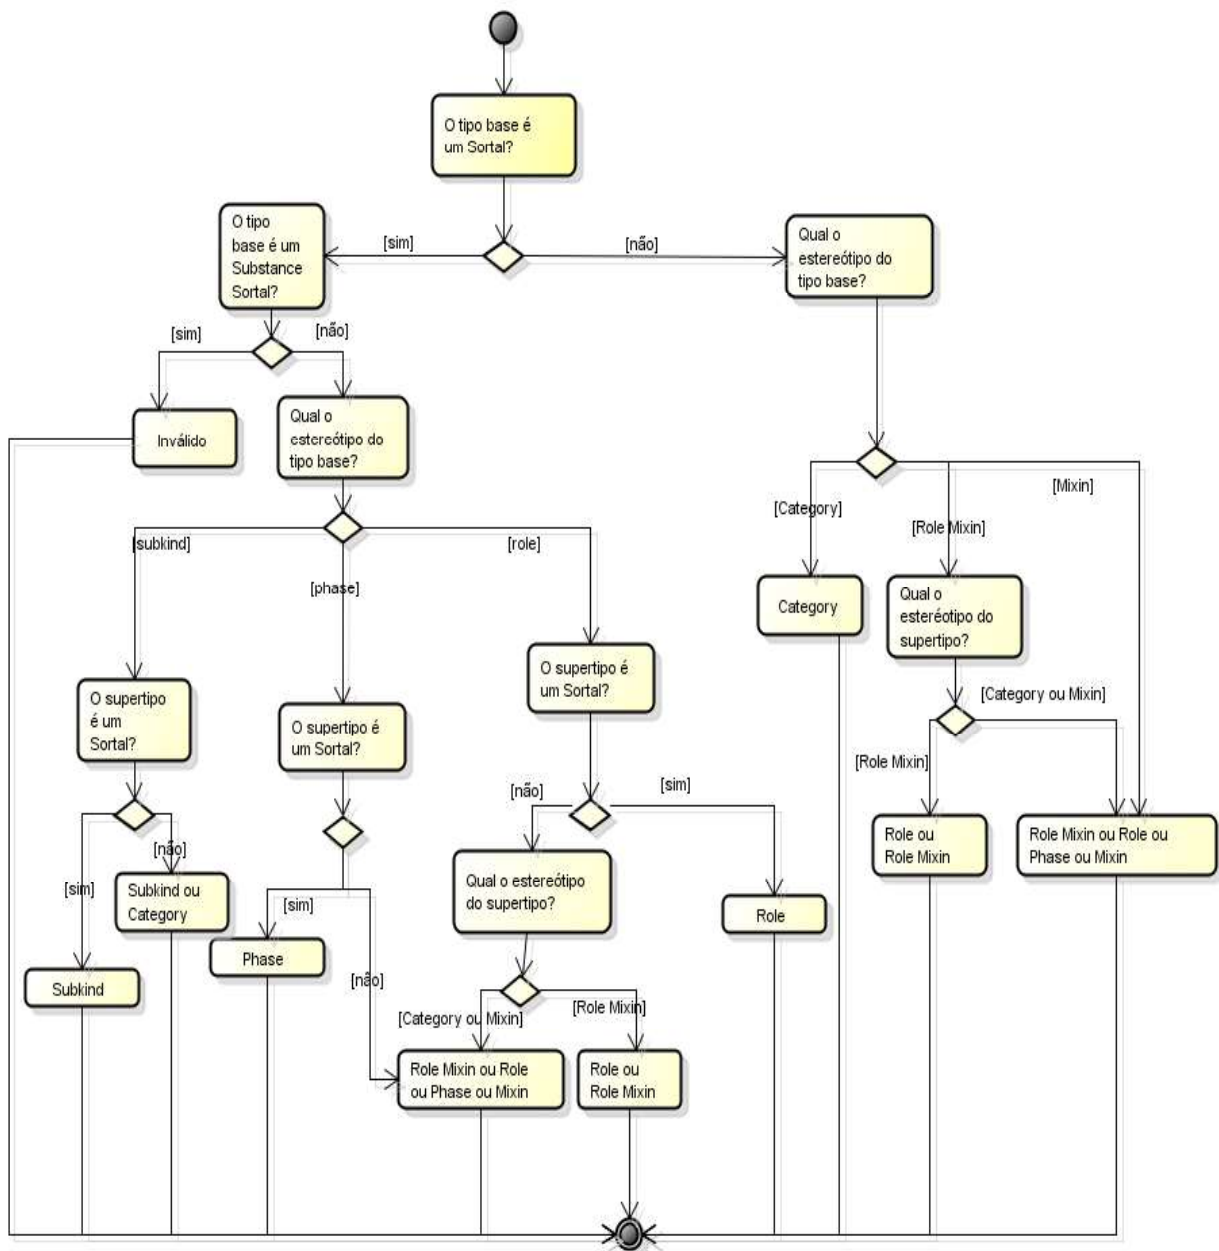 O tipo base é
um Sortal?
O tipo
base é um
Substance
Sortal?
[sim]
[não]
Qual o
estereótipo do
tipo base?
[sim]
[não]
Inválido
Qual o
estereótipo do
tipo base?
[Category]
[Role Mixin]
[Mixin]
[subkind]
[phase]
[role]
Category
Qual o
estereótipo do
supertipo?
O supertipo
é um
Sortal?
O supertipo é
um Sortal?
O supertipo é
um Sortal?
[Category ou Mixin]
[Role Mixin]
[não]
[sim]
Role ou
Role Mixin
Role Mixin ou Role ou
Phase ou Mixin
[sim]
[não]
Subkind ou
Category
Qual o estereótipo
do supertipo?
Role
[sim]
[não]
Phase
Subkind
[Category ou Mixin]
[Role Mixin]
Role Mixin ou Role
ou Phase ou Mixin
Role ou
Role Mixin